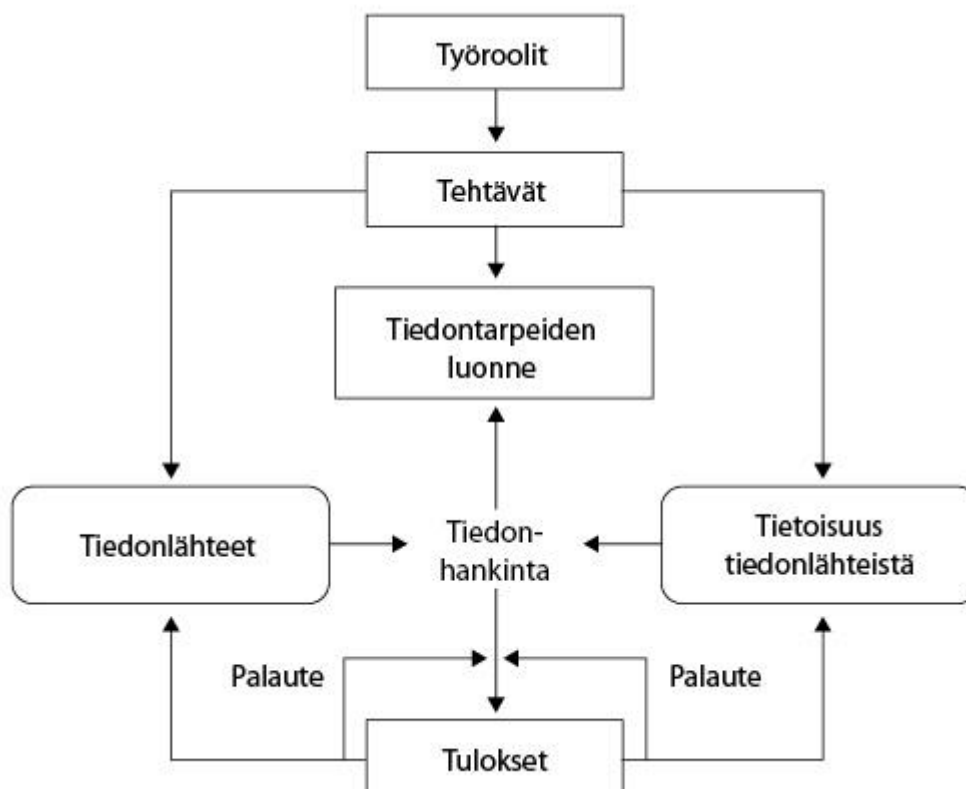 Työroolit
Tehtävät
Tiedontarpeiden
luonne
Tiedonlähteet
Tiedon-
hankinta
Tietoisuus
tiedonlähteistä
Palaute
Palaute
Tulokset